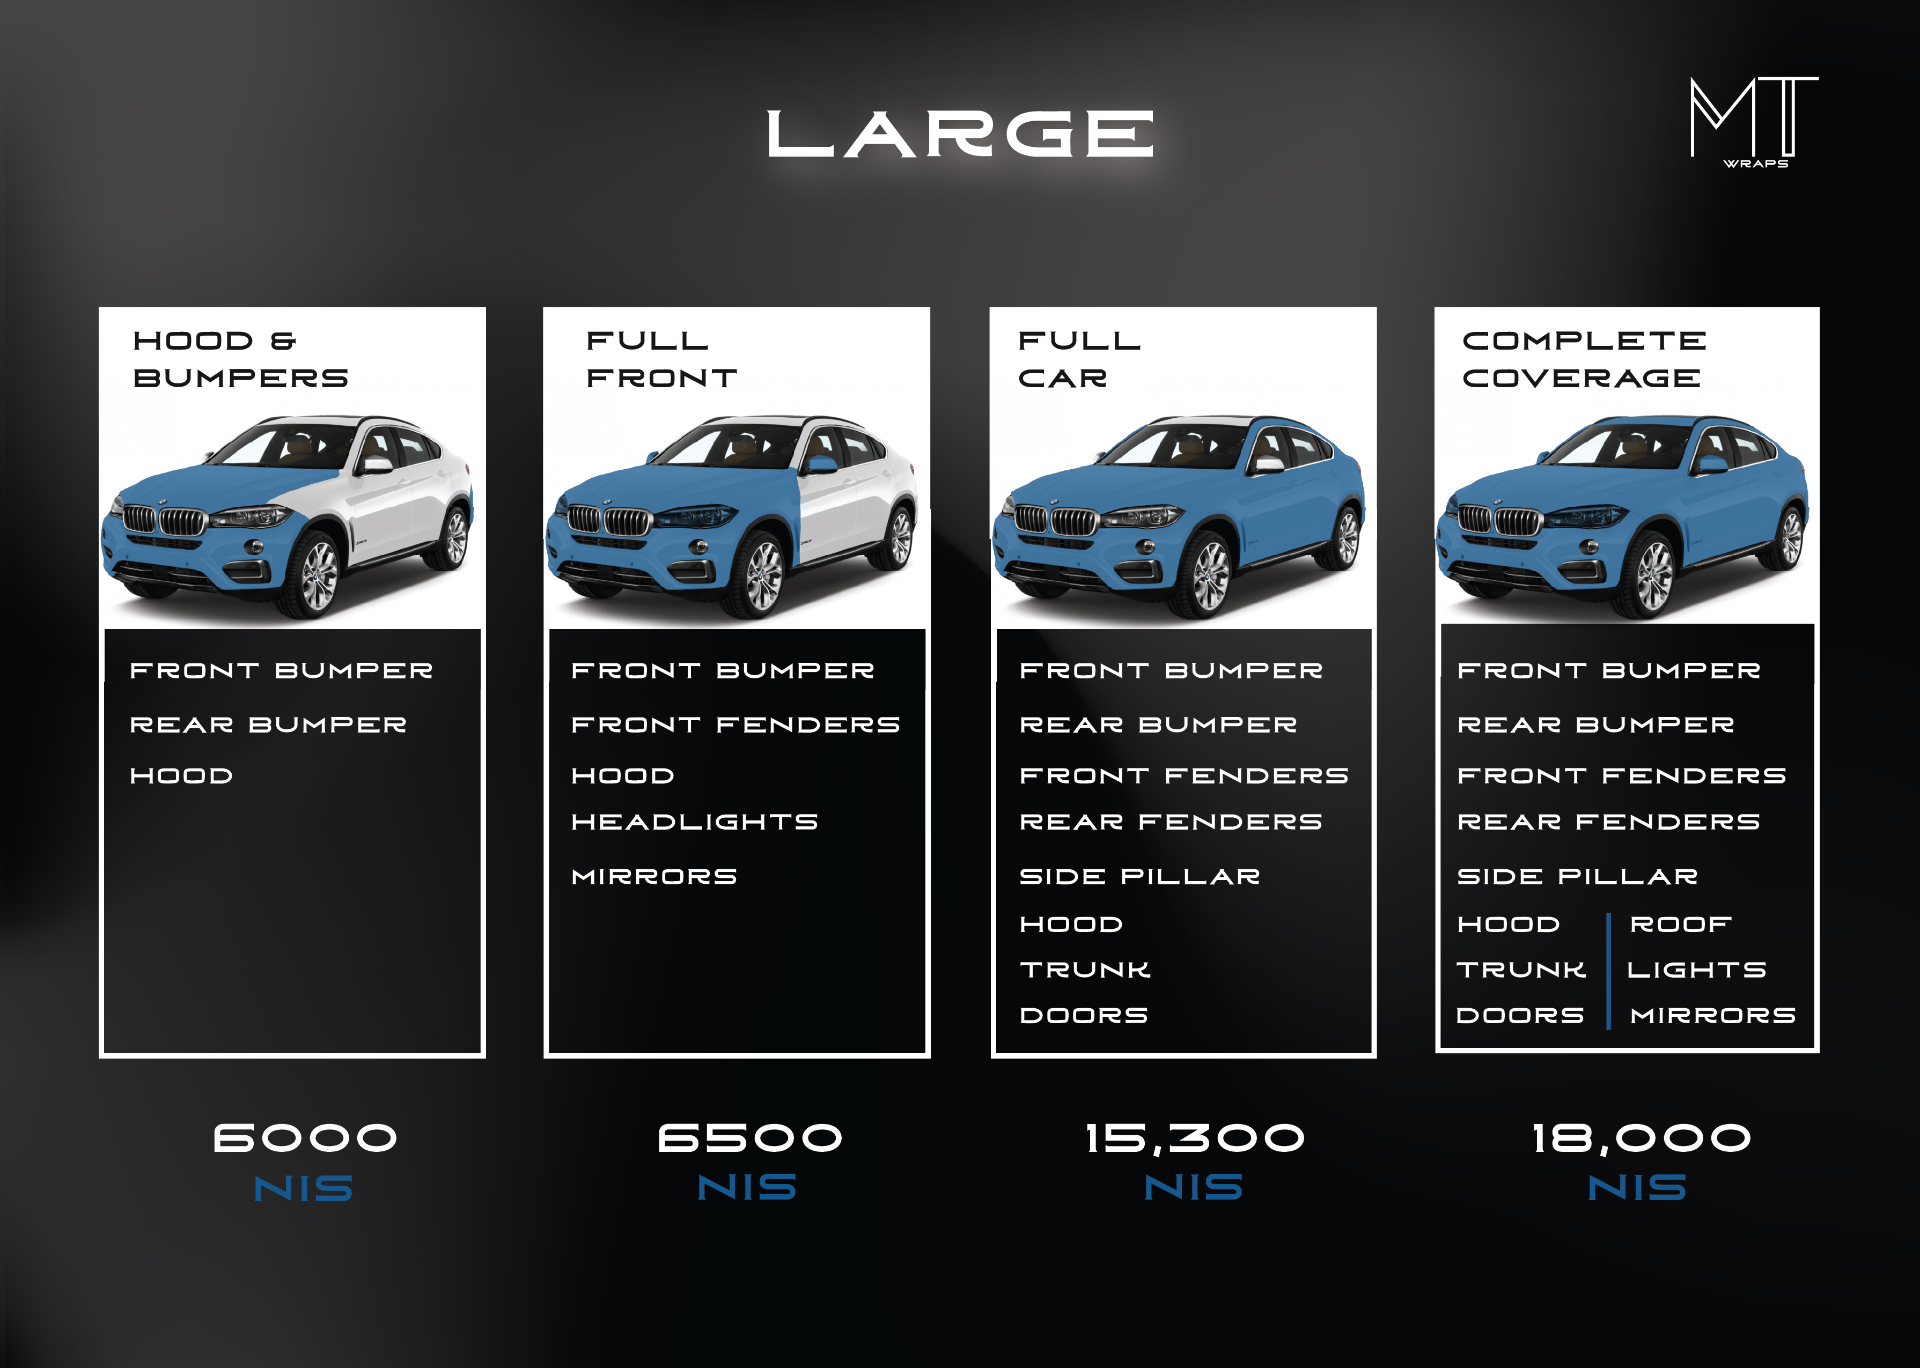 LARGE
MT
WRAPS
HOOD &
BUMPERS
FRONT BUMPER
REAR BUMPER
HOOD
6000
NIS
FULL
FRONT
FRONT BUMPER
FRONT FENDERS
HOOD
HEADLIGHTS
MIRRORS
6500
NIS
FULL
CAR
FRONT BUMPER
REAR BUMPER
FRONT FENDERS
REAR FENDERS
SIDE PILLAR
HOOD
TRUNK
DOORS
15,300
NIS
COMPLETE
COVERAGE
FRONT BUMPER
REAR BUMPER
FRONT FENDERS
REAR FENDERS
SIDE PILLAR
HOOD
TRUNK
DOORS
ROOF
LIGHTS
MIRRORS
18,000
NIS